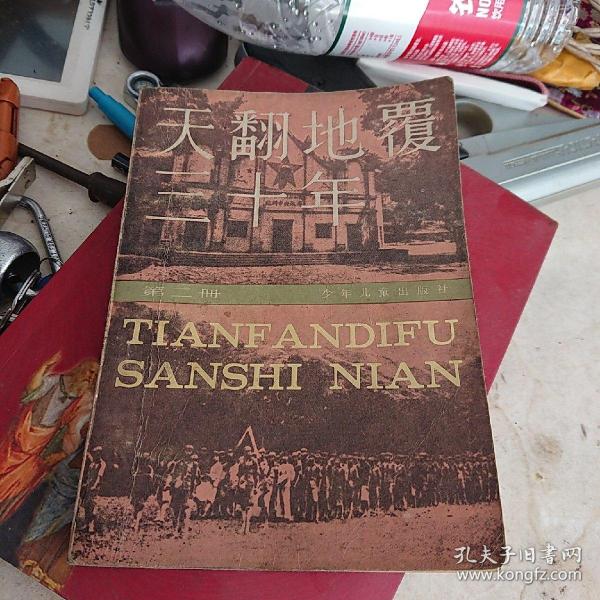 天翻地覆
三十年
第二册 少年儿童出版社
TIANFANDIFU
SANSHI NIAN
孔夫子旧书网
www.kongfz.com